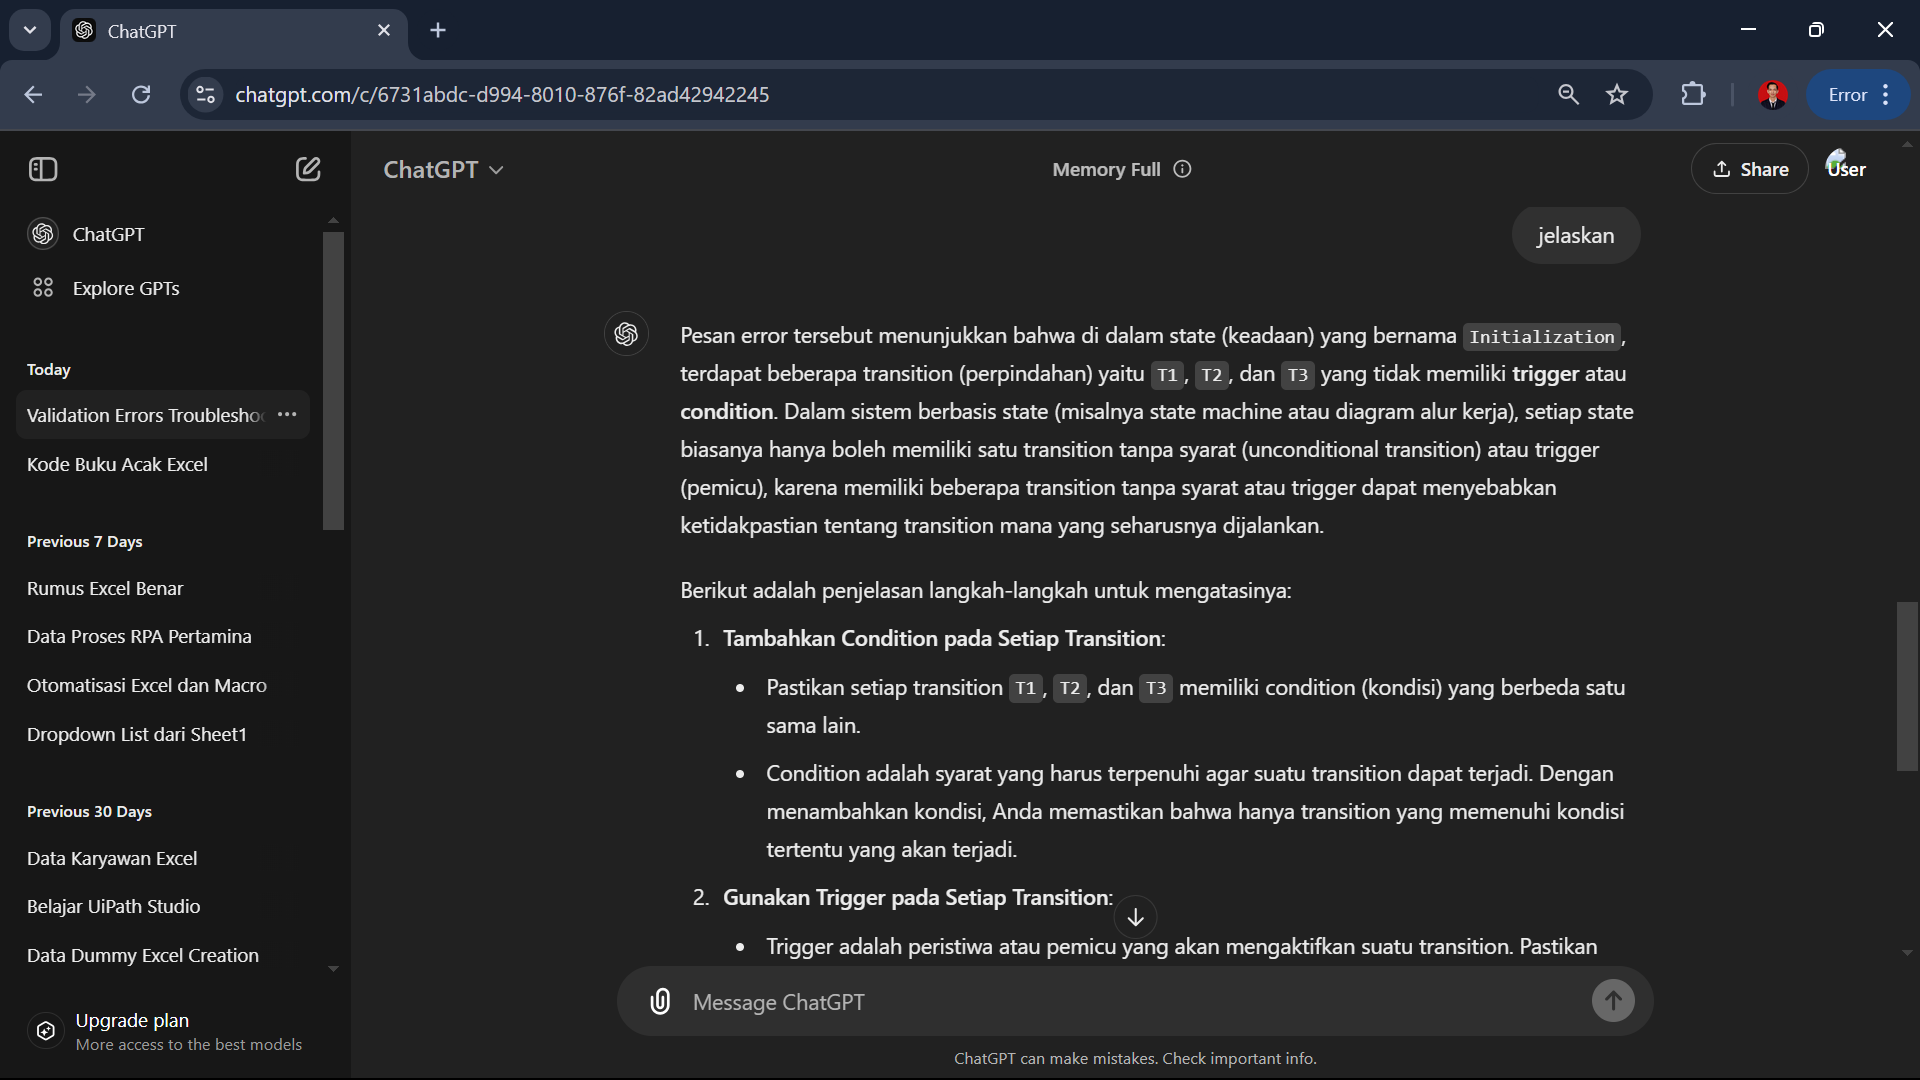 ChatGPT
chatgpt.com/c/6731abdc-d994-8010-876f-82ad42942245
Error
ChatGPT
Memory Full
Share
User
ChatGPT
Explore GPTs
Today
Validation Errors Troublesho
Kode Buku Acak Excel
Previous 7 Days
Rumus Excel Benar
Data Proses RPA Pertamina
Otomatisasi Excel dan Macro
Dropdown List dari Sheet1
Previous 30 Days
Data Karyawan Excel
Belajar UiPath Studio
Data Dummy Excel Creation
Upgrade plan
More access to the best models
jelaskan
Pesan error tersebut menunjukkan bahwa di dalam state (keadaan) yang bernama Initialization,
terdapat beberapa transition (perpindahan) yaitu T1, T2, dan T3 yang tidak memiliki trigger atau
condition. Dalam sistem berbasis state (misalnya state machine atau diagram alur kerja), setiap state
biasanya hanya boleh memiliki satu transition tanpa syarat (unconditional transition) atau trigger
(pemicu), karena memiliki beberapa transition tanpa syarat atau trigger dapat menyebabkan
ketidakpastian tentang transition mana yang seharusnya dijalankan.
Berikut adalah penjelasan langkah-langkah untuk mengatasinya:
1. Tambahkan Condition pada Setiap Transition:
• Pastikan setiap transition T1, T2, dan T3 memiliki condition (kondisi) yang berbeda satu
sama lain.
• Condition adalah syarat yang harus terpenuhi agar suatu transition dapat terjadi. Dengan
menambahkan kondisi, Anda memastikan bahwa hanya transition yang memenuhi kondisi
tertentu yang akan terjadi.
2. Gunakan Trigger pada Setiap Transition:
• Trigger adalah peristiwa atau pemicu yang akan mengaktifkan suatu transition. Pastikan
Message ChatGPT
ChatGPT can make mistakes. Check important info.